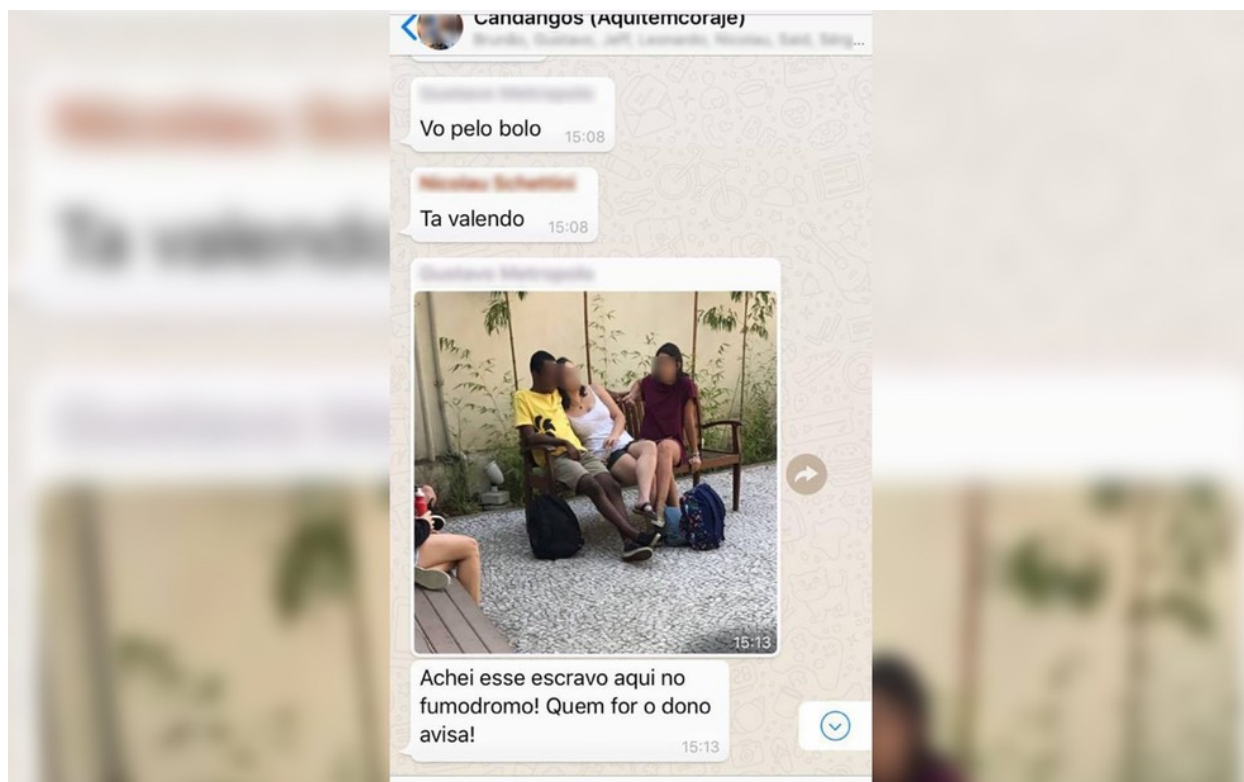 Candangos (Aquitemcoraje)
Vo pelo bolo 15:08
Ta valendo 15:08
15:13
Achei esse escravo aqui no
fumodromo! Quem for o dono
avisa! 15:13